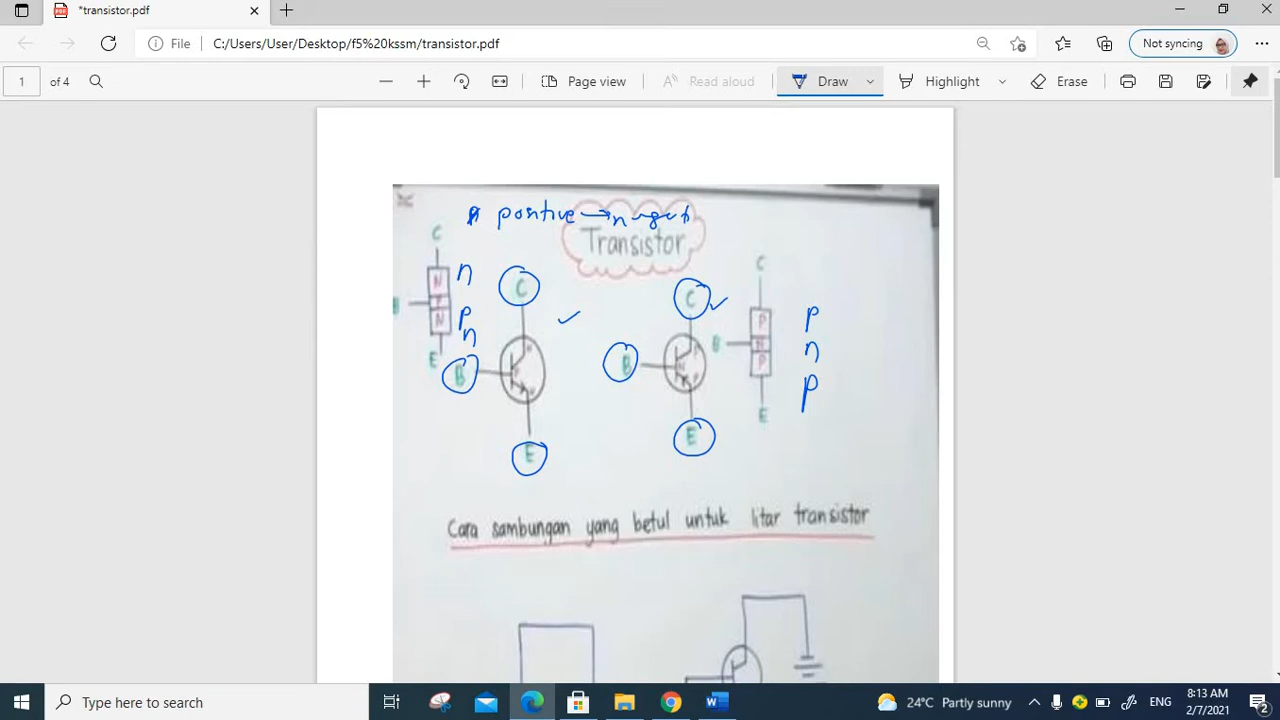 *transistor.pdf
File C:/Users/User/Desktop/f5%20kssm/transistor.pdf
Not syncing
1 of 4
Page view
Read aloud
Draw
Highlight
Erase
positive → negat
Transistor
C
N
P
N
B
E
n
p
n
C
B
E
C
B
E
C
P
N
P
B
E
p
n
p
Cara sambungan yang betul untuk litar transistor
Type here to search
24°C Partly sunny
ENG
8:13 AM
2/7/2021
2